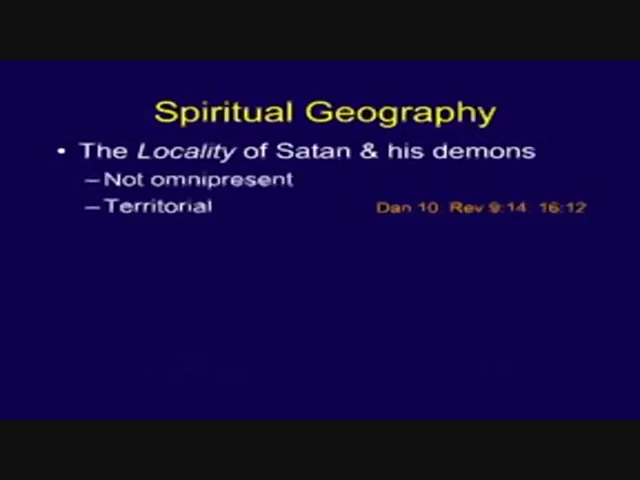 Spiritual Geography
• The Locality of Satan & his demons
– Not omnipresent
– Territorial Dan 10 Rev 9:14 16:12